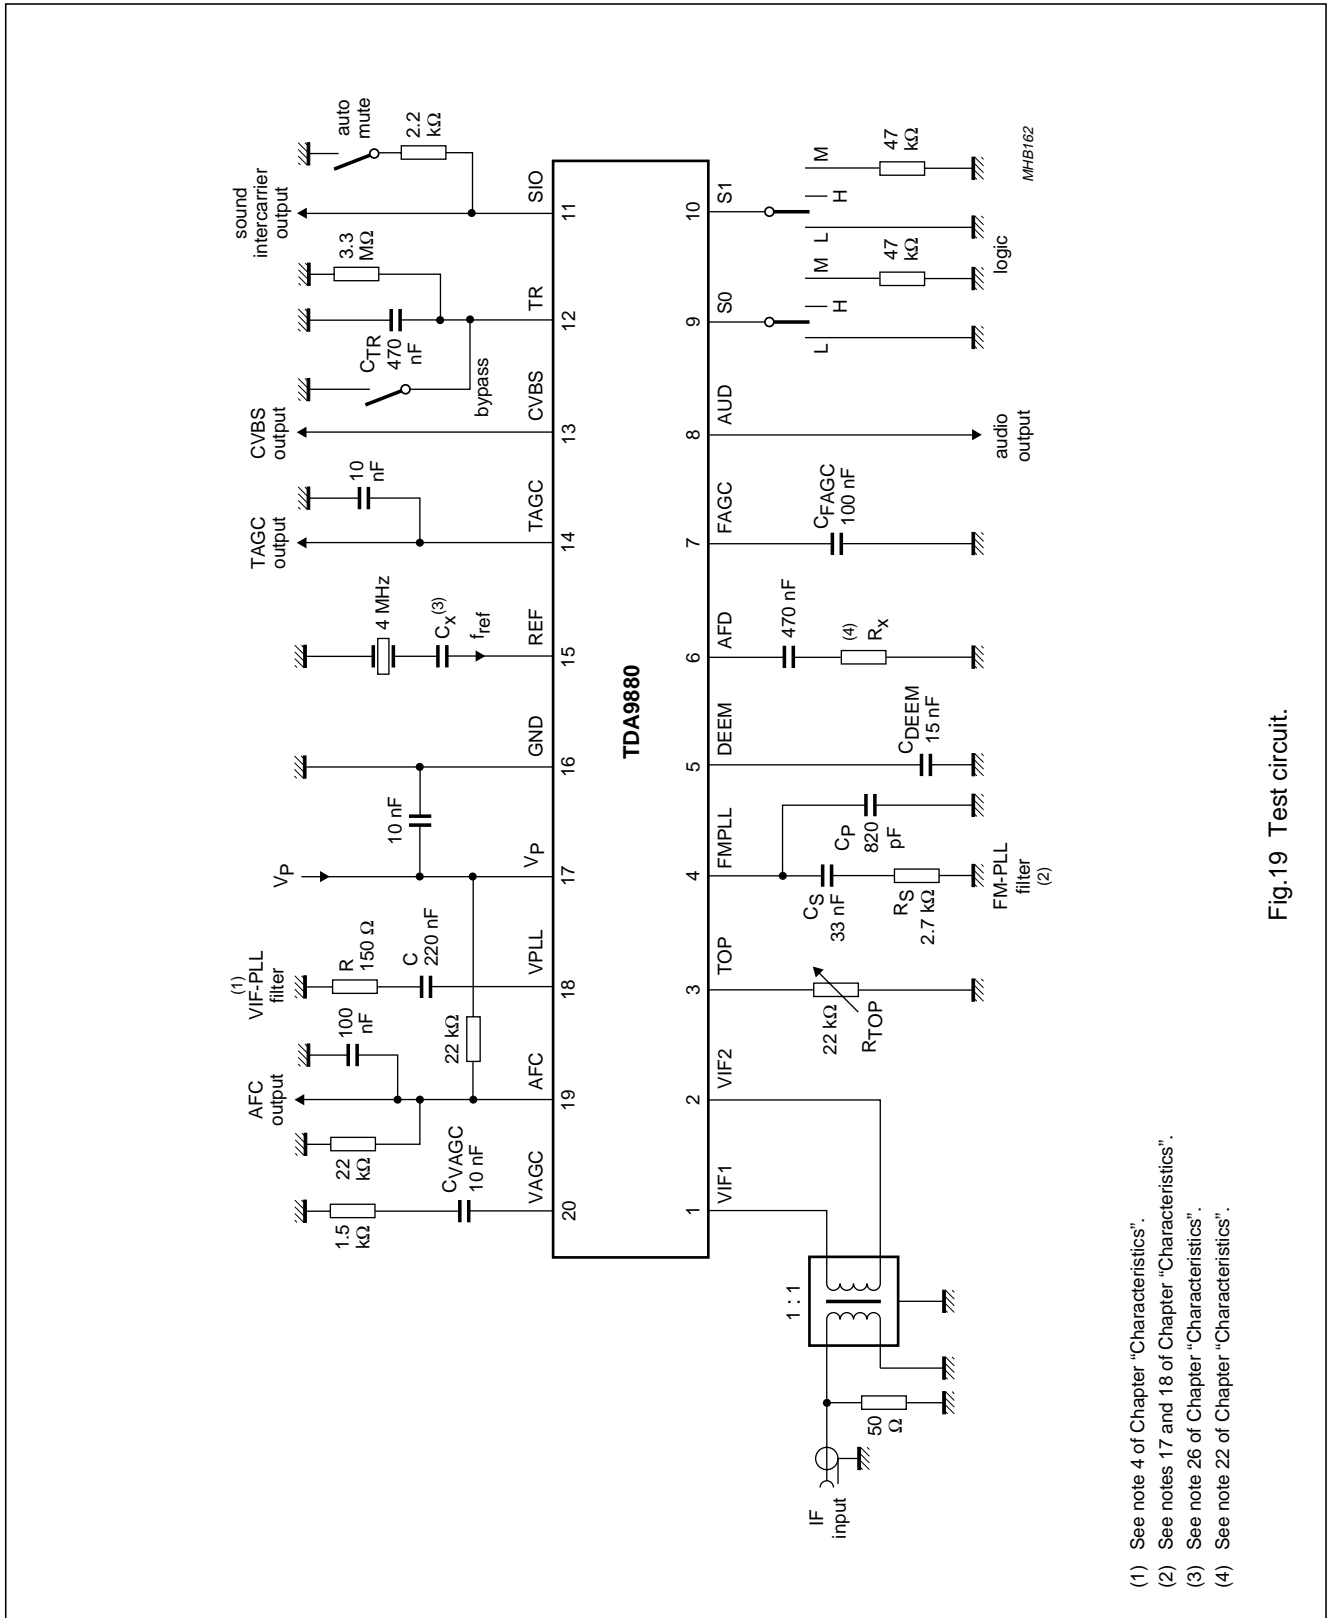 IF
input
50
Ω
1 : 1
1.5
kΩ
CVAGC
10 nF
VAGC
20
22
kΩ
AFC
output
100
nF
22 kΩ
AFC
19
(1)
VIF-PLL
filter
R
150 Ω
C
220 nF
VPLL
18
VP
10 nF
VP
17
GND
16
4 MHz
CX(3)
fref
REF
15
TAGC
output
10
nF
TAGC
14
CVBS
output
CVBS
13
bypass
CTR
470
nF
3.3
MΩ
TR
12
sound
intercarrier
output
auto
mute
2.2
kΩ
SIO
11
TDA9880
1
VIF1
2
VIF2
3
TOP
22 kΩ
RTOP
4
FMPLL
CS
33 nF
RS
2.7 kΩ
CP
820
pF
FM-PLL
filter
(2)
5
DEEM
CDEEM
15 nF
6
AFD
470 nF
(4)
Rx
7
FAGC
CFAGC
100 nF
8
AUD
audio
output
9
S0
L
H
M
47
kΩ
10
S1
L
H
M
47
kΩ
logic
MHB162
(1) See note 4 of Chapter “Characteristics”.
(2) See notes 17 and 18 of Chapter “Characteristics”.
(3) See note 26 of Chapter “Characteristics”.
(4) See note 22 of Chapter “Characteristics”.
Fig.19 Test circuit.